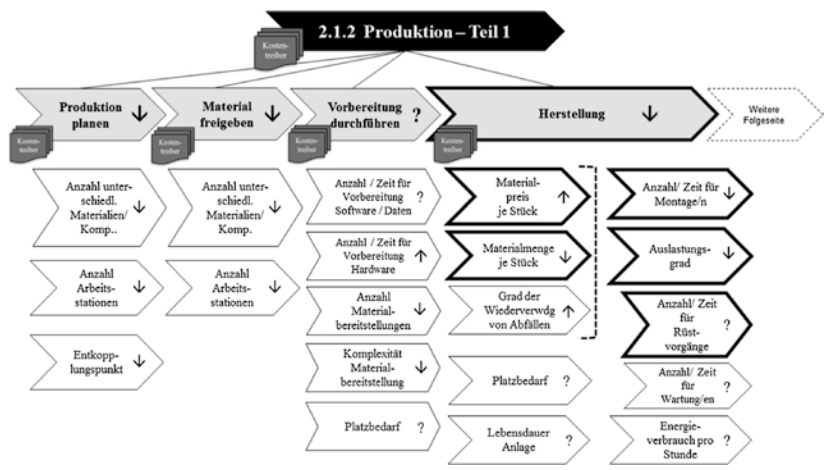 2.1.2 Produktion – Teil 1
Kosten-
treiber
Produktion
planen
↓
Kosten-
treiber
Material
freigeben
↓
Kosten-
treiber
Vorbereitung
durchführen
?
Kosten-
treiber
Herstellung
↓
Kosten-
treiber
Weitere
Folgeseite
Anzahl unter-
schiedl.
Materialien/
Komp..
↓
Anzahl
Arbeits-
stationen
↓
Entkopp-
lungspunkt
↓
Anzahl unter-
schiedl.
Materialien/
Komp.
↓
Anzahl
Arbeits-
stationen
↓
Anzahl / Zeit für
Vorbereitung
Software / Daten
?
Anzahl / Zeit für
Vorbereitung
Hardware
↑
Anzahl
Material-
bereitstellungen
↓
Komplexität
Material-
bereitstellung
↓
Platzbedarf
?
Material-
preis
je Stück
↑
Materialmenge
je Stück
↓
Grad der
Wiederverwdg
von Abfällen
↑
Platzbedarf
?
Lebensdauer
Anlage
?
Anzahl/ Zeit für
Montage/n
↓
Auslastungs-
grad
↓
Anzahl/ Zeit
für
Rüst-
vorgänge
?
Anzahl/ Zeit
für
Wartung/en
?
Energie-
verbrauch pro
Stunde
?